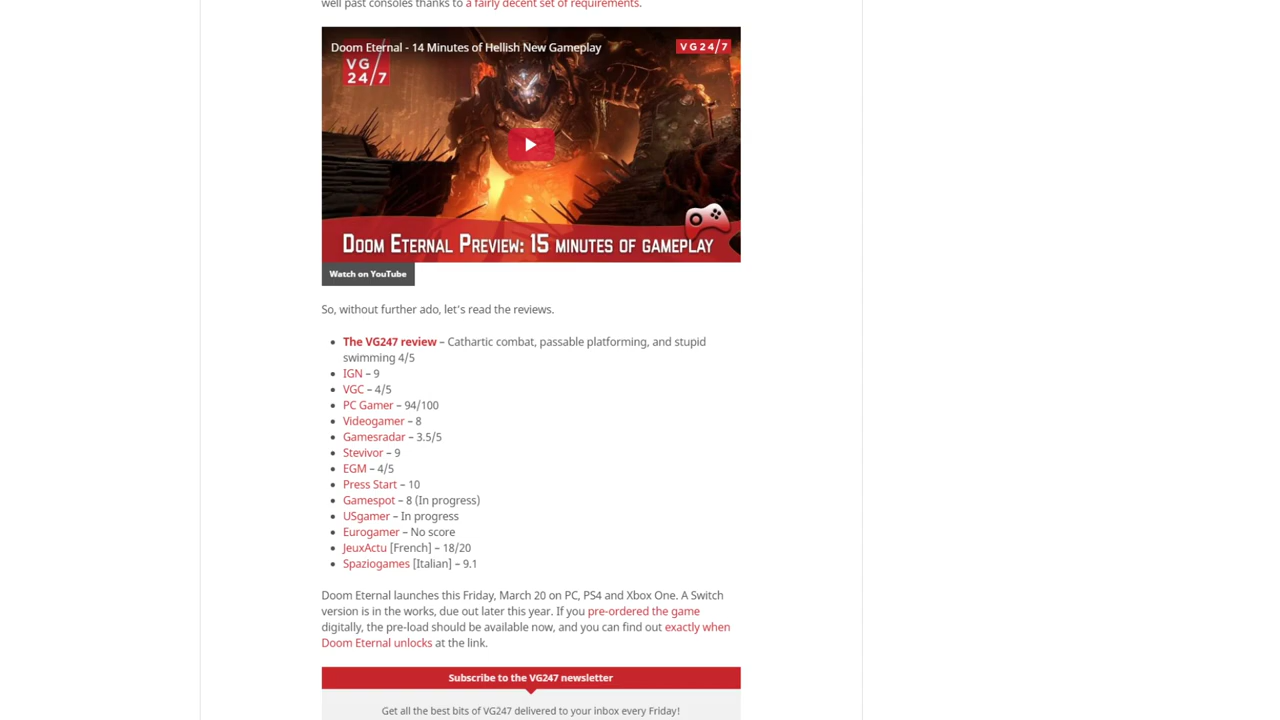 well past consoles thanks to a fairly decent set of requirements.
Doom Eternal - 14 Minutes of Hellish New Gameplay
VG24/7
VG
24/7
DOOM ETERNAL PREVIEW: 15 MINUTES OF GAMEPLAY
Watch on YouTube
So, without further ado, let's read the reviews.
The VG247 review – Cathartic combat, passable platforming, and stupid
swimming 4/5
IGN – 9
VGC – 4/5
PC Gamer – 94/100
Videogamer – 8
Gamesradar – 3.5/5
Stevivor – 9
EGM – 4/5
Press Start – 10
Gamespot – 8 (In progress)
USgamer – In progress
Eurogamer – No score
JeuxActu [French] – 18/20
Spaziogames [Italian] – 9.1
Doom Eternal launches this Friday, March 20 on PC, PS4 and Xbox One. A Switch
version is in the works, due out later this year. If you pre-ordered the game
digitally, the pre-load should be available now, and you can find out exactly when
Doom Eternal unlocks at the link.
Subscribe to the VG247 newsletter
Get all the best bits of VG247 delivered to your inbox every Friday!